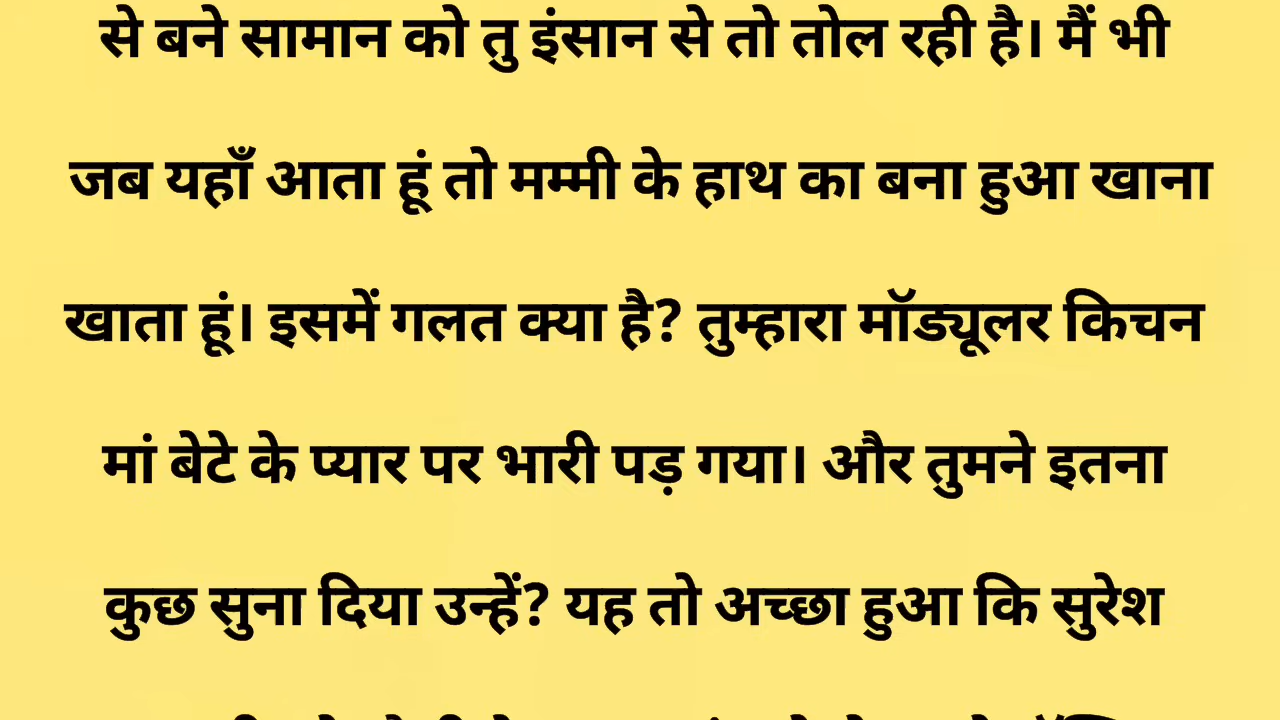 से बने सामान को तु इंसान से तो तोल रही है। मैं भी
जब यहाँ आता हूं तो मम्मी के हाथ का बना हुआ खाना
खाता हूं। इसमें गलत क्या है? तुम्हारा मॉड्यूलर किचन
मां बेटे के प्यार पर भारी पड़ गया। और तुमने इतना
कुछ सुना दिया उन्हें? यह तो अच्छा हुआ कि सुरेश